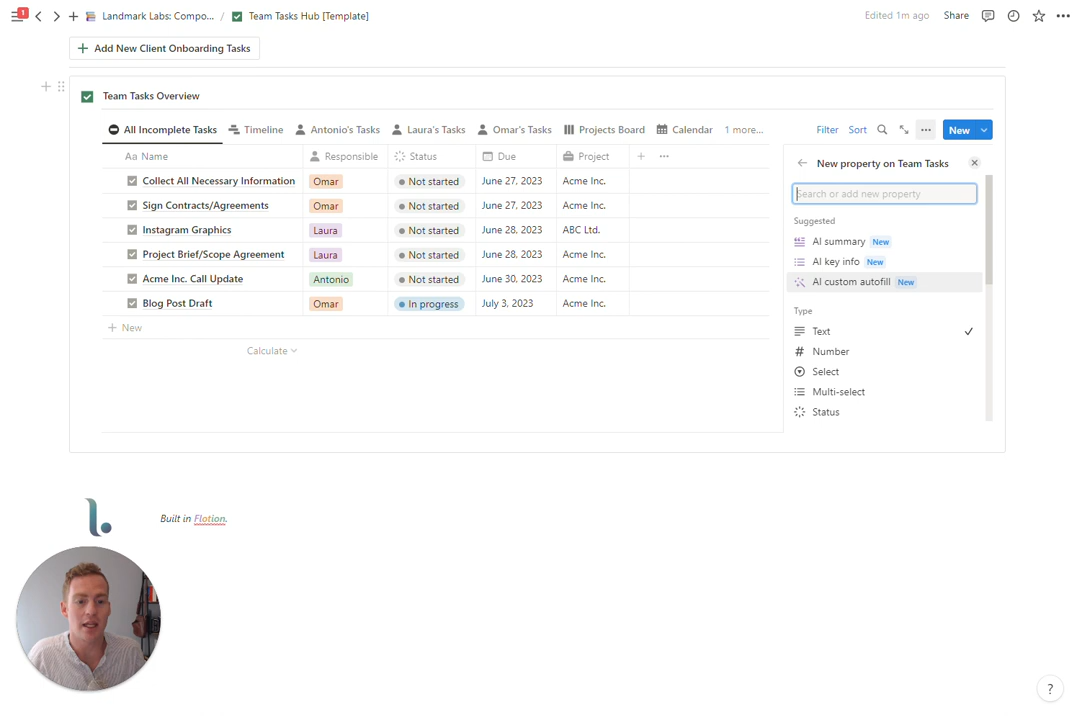 1
Landmark Labs: Compo... / Team Tasks Hub [Template]
Edited 1m ago Share
Add New Client Onboarding Tasks
Team Tasks Overview
All Incomplete Tasks Timeline Antonio's Tasks Laura's Tasks Omar's Tasks Projects Board Calendar 1 more... Filter Sort New
Aa Name Responsible Status Due Project
Collect All Necessary Information Omar Not started June 27, 2023 Acme Inc.
Sign Contracts/Agreements Omar Not started June 27, 2023 Acme Inc.
Instagram Graphics Laura Not started June 28, 2023 ABC Ltd.
Project Brief/Scope Agreement Laura Not started June 28, 2023 Acme Inc.
Acme Inc. Call Update Antonio Not started June 30, 2023 Acme Inc.
Blog Post Draft Omar In progress July 3, 2023 Acme Inc.
New
Calculate
New property on Team Tasks
Search or add new property
Suggested
AI summary New
AI key info New
AI custom autofill New
Type
Text
Number
Select
Multi-select
Status
Built in Flotion.
?